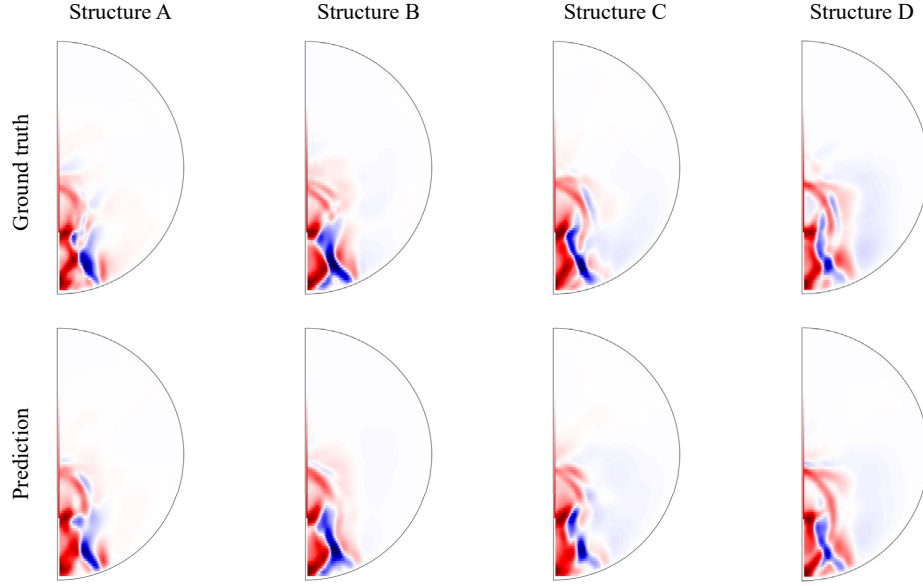 Structure A
Structure B
Structure C
Structure D
Ground truth
Prediction